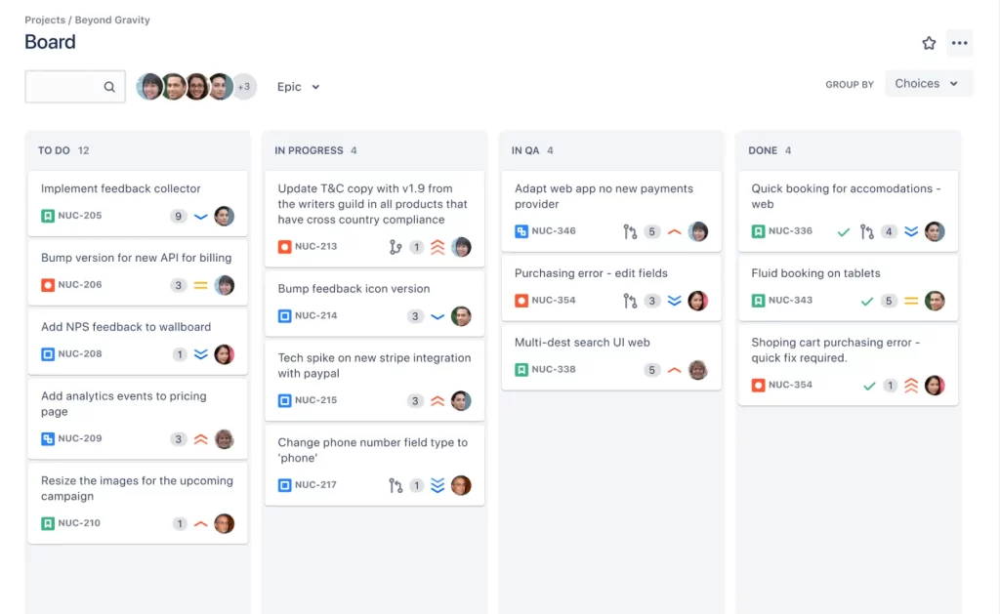 Projects / Beyond Gravity
Board
+3
Epic
GROUP BY
Choices
TO DO 12
Implement feedback collector
NUC-205 9
Bump version for new API for billing
NUC-206 3
Add NPS feedback to wallboard
NUC-208 1
Add analytics events to pricing
page
NUC-209 3
Resize the images for the upcoming
campaign
NUC-210 1
IN PROGRESS 4
Update T&C copy with v1.9 from
the writers guild in all products that
have cross country compliance
NUC-213 1
Bump feedback icon version
NUC-214 3
Tech spike on new stripe integration
with paypal
NUC-215 3
Change phone number field type to
'phone'
NUC-217 1
IN QA 4
Adapt web app no new payments
provider
NUC-346 5
Purchasing error - edit fields
NUC-354 3
Multi-dest search UI web
NUC-338 5
DONE 4
Quick booking for accomodations -
web
NUC-336 4
Fluid booking on tablets
NUC-343 5
Shoping cart purchasing error -
quick fix required.
NUC-354 1